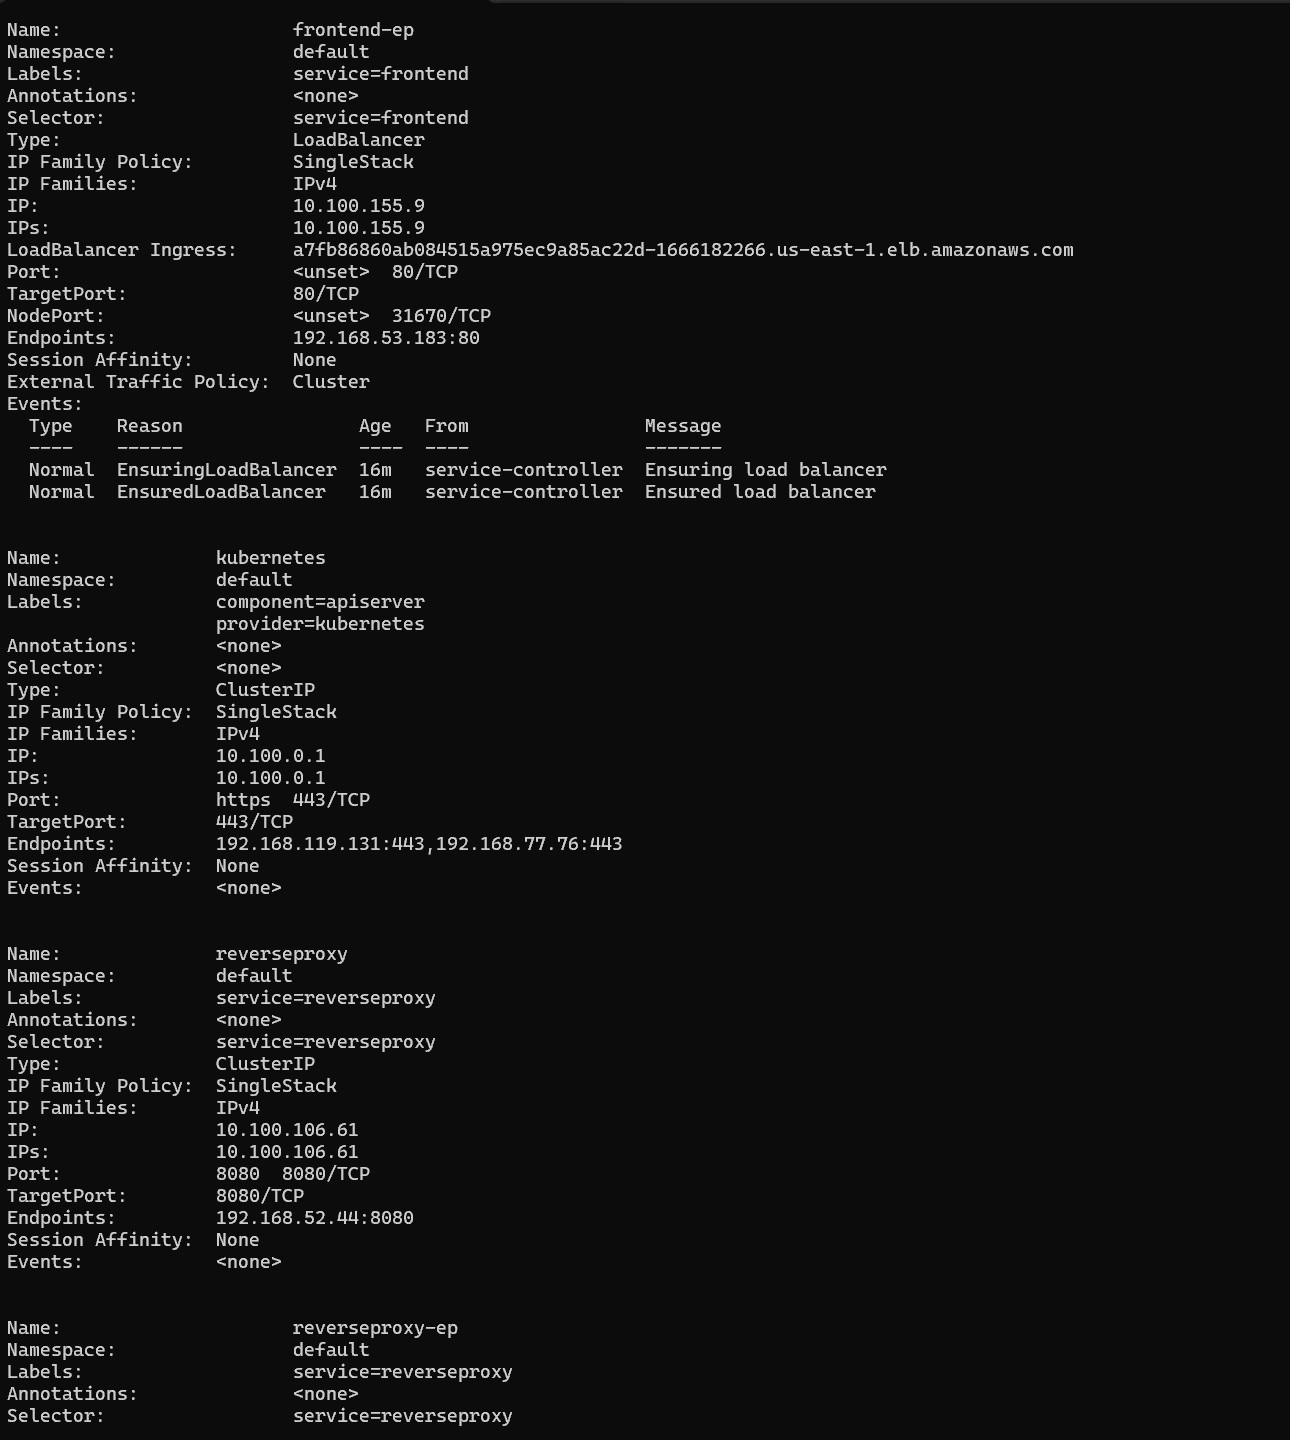 Name:                     frontend-ep
Namespace:                default
Labels:                   service=frontend
Annotations:              <none>
Selector:                 service=frontend
Type:                     LoadBalancer
IP Family Policy:         SingleStack
IP Families:              IPv4
IP:                       10.100.155.9
IPs:                      10.100.155.9
LoadBalancer Ingress:     a7fb86860ab084515a975ec9a85ac22d-1666182266.us-east-1.elb.amazonaws.com
Port:                     <unset>  80/TCP
TargetPort:               80/TCP
NodePort:                 <unset>  31670/TCP
Endpoints:                192.168.53.183:80
Session Affinity:         None
External Traffic Policy:  Cluster
Events:
  Type    Reason                Age   From                Message
  ----    ------                ----  ----                -------
  Normal  EnsuringLoadBalancer  16m   service-controller  Ensuring load balancer
  Normal  EnsuredLoadBalancer   16m   service-controller  Ensured load balancer
Name:              kubernetes
Namespace:         default
Labels:            component=apiserver
                   provider=kubernetes
Annotations:       <none>
Selector:          <none>
Type:              ClusterIP
IP Family Policy:  SingleStack
IP Families:       IPv4
IP:                10.100.0.1
IPs:               10.100.0.1
Port:              https  443/TCP
TargetPort:        443/TCP
Endpoints:         192.168.119.131:443,192.168.77.76:443
Session Affinity:  None
Events:            <none>
Name:              reverseproxy
Namespace:         default
Labels:            service=reverseproxy
Annotations:       <none>
Selector:          service=reverseproxy
Type:              ClusterIP
IP Family Policy:  SingleStack
IP Families:       IPv4
IP:                10.100.106.61
IPs:               10.100.106.61
Port:              8080  8080/TCP
TargetPort:        8080/TCP
Endpoints:         192.168.52.44:8080
Session Affinity:  None
Events:            <none>
Name:                     reverseproxy-ep
Namespace:                default
Labels:                   service=reverseproxy
Annotations:              <none>
Selector:                 service=reverseproxy